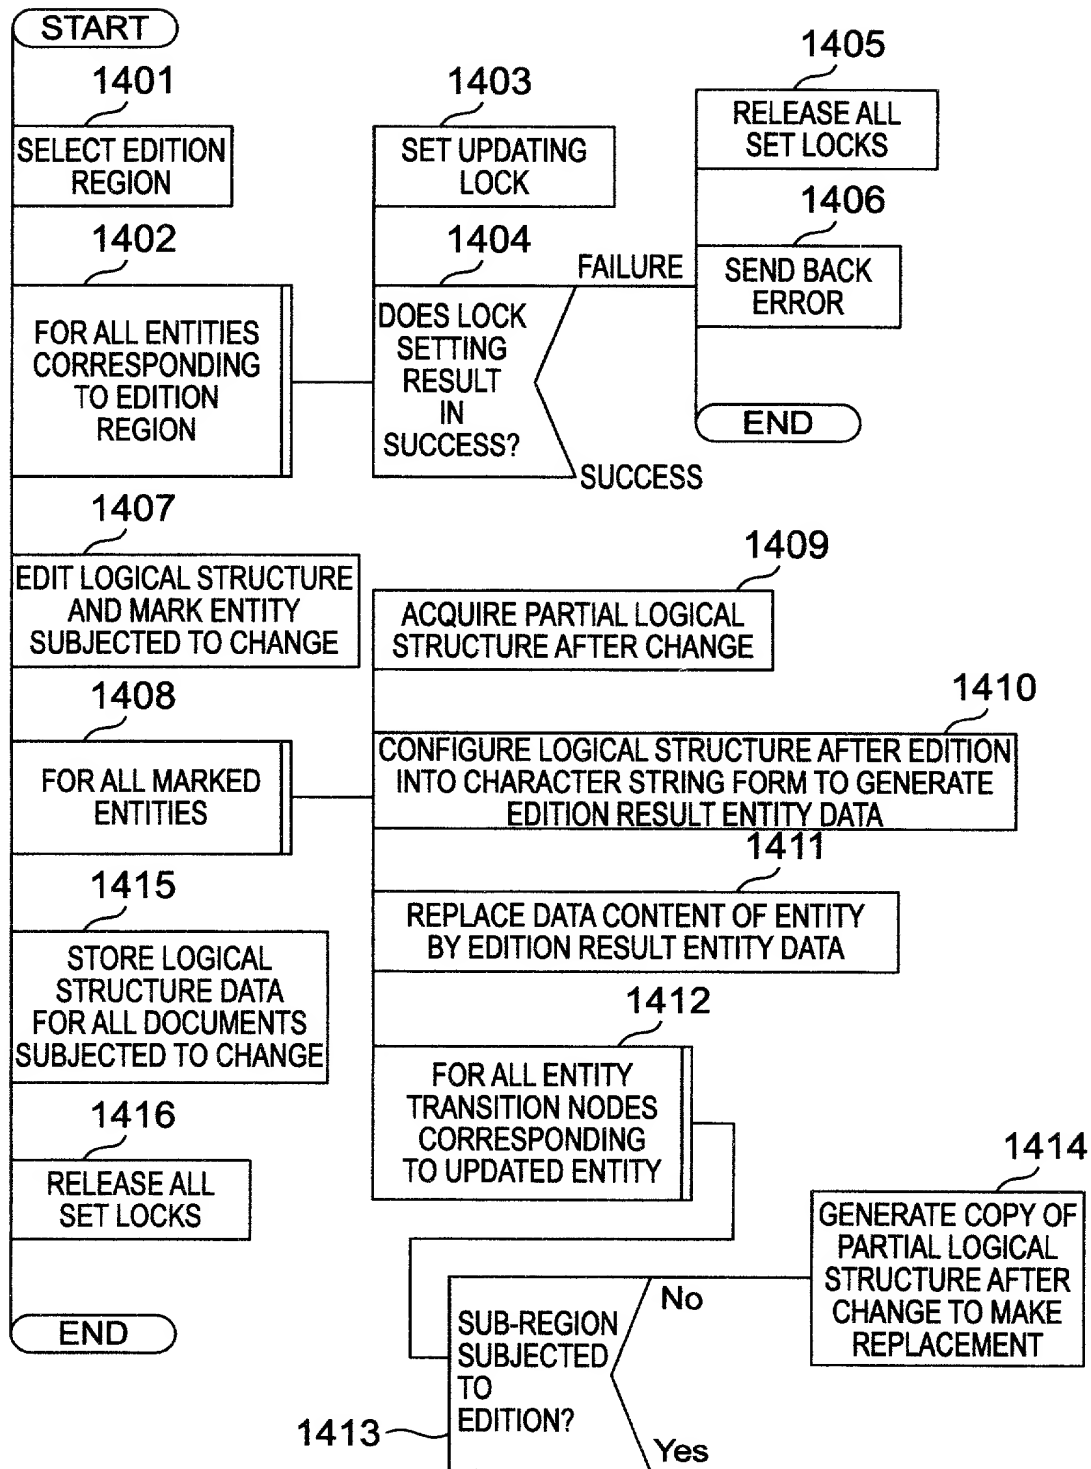 START
1401
SELECT EDITION
REGION
1402
FOR ALL ENTITIES
CORRESPONDING
TO EDITION
REGION
1403
SET UPDATING
LOCK
1404
DOES LOCK
SETTING
RESULT
IN
SUCCESS?
FAILURE
SUCCESS
1405
RELEASE ALL
SET LOCKS
1406
SEND BACK
ERROR
END
1407
EDIT LOGICAL STRUCTURE
AND MARK ENTITY
SUBJECTED TO CHANGE
1408
FOR ALL MARKED
ENTITIES
1409
ACQUIRE PARTIAL LOGICAL
STRUCTURE AFTER CHANGE
1410
CONFIGURE LOGICAL STRUCTURE AFTER EDITION
INTO CHARACTER STRING FORM TO GENERATE
EDITION RESULT ENTITY DATA
1411
REPLACE DATA CONTENT OF ENTITY
BY EDITION RESULT ENTITY DATA
1412
FOR ALL ENTITY
TRANSITION NODES
CORRESPONDING
TO UPDATED ENTITY
1413
SUB-REGION
SUBJECTED
TO
EDITION?
No
Yes
1414
GENERATE COPY OF
PARTIAL LOGICAL
STRUCTURE AFTER
CHANGE TO MAKE
REPLACEMENT
1415
STORE LOGICAL
STRUCTURE DATA
FOR ALL DOCUMENTS
SUBJECTED TO CHANGE
1416
RELEASE ALL
SET LOCKS
END